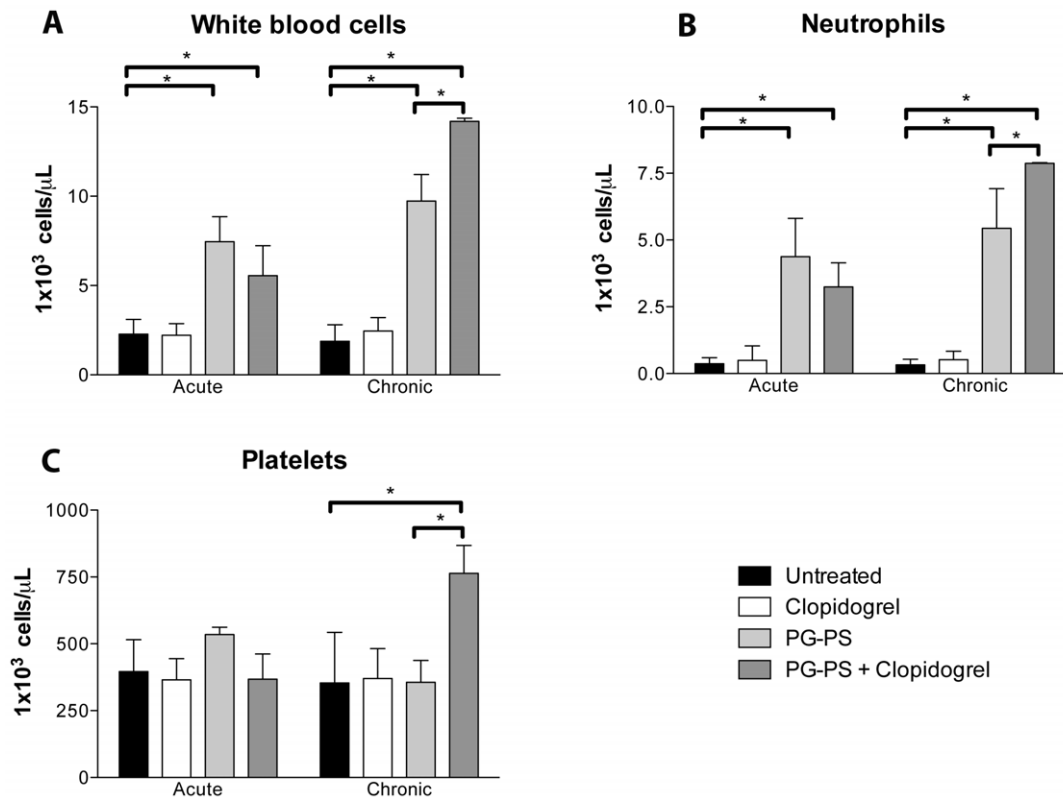 A
White blood cells
*
*
*
*
*
15
10
5
0
1x10³ cells/µL
Acute
Chronic
B
Neutrophils
*
*
*
*
*
10.0
7.5
5.0
2.5
0.0
1x10³ cells/µL
Acute
Chronic
C
Platelets
*
*
1000
750
500
250
0
1x10³ cells/µL
Acute
Chronic
Untreated
Clopidogrel
PG-PS
PG-PS + Clopidogrel